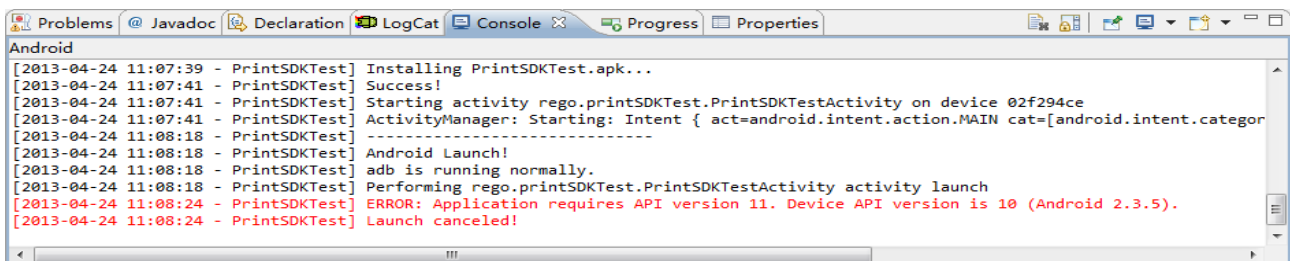 Problems @ Javadoc Declaration LogCat Console Progress Properties
Android
[2013-04-24 11:07:39 - PrintSDKTest] Installing PrintSDKTest.apk...
[2013-04-24 11:07:41 - PrintSDKTest] Success!
[2013-04-24 11:07:41 - PrintSDKTest] Starting activity rego.printSDKTest.PrintSDKTestActivity on device 02f294ce
[2013-04-24 11:07:41 - PrintSDKTest] ActivityManager: Starting: Intent { act=android.intent.action.MAIN cat=[android.intent.categor
[2013-04-24 11:08:18 - PrintSDKTest] ------------------------------
[2013-04-24 11:08:18 - PrintSDKTest] Android Launch!
[2013-04-24 11:08:18 - PrintSDKTest] adb is running normally.
[2013-04-24 11:08:18 - PrintSDKTest] Performing rego.printSDKTest.PrintSDKTestActivity activity launch
[2013-04-24 11:08:24 - PrintSDKTest] ERROR: Application requires API version 11. Device API version is 10 (Android 2.3.5).
[2013-04-24 11:08:24 - PrintSDKTest] Launch canceled!